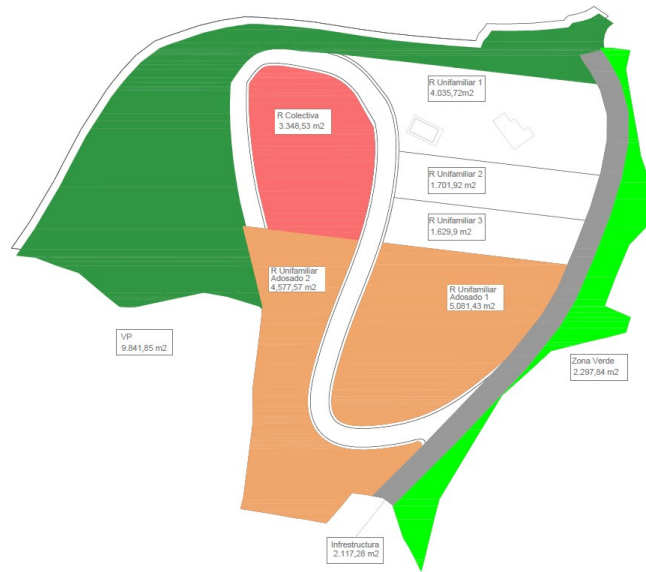 R Unifamiliar 1
4.035,72m2
R Colectiva
3.348,53 m2
R Unifamiliar 2
1.701,92 m2
R Unifamiliar 3
1.629,9 m2
R Unifamiliar
Adosado 2
4,577,57 m2
R Unifamiliar
Adosado 1
5.081,43 m2
VP
9.841,85 m2
Zona Verde
2.297,84 m2
Infrestructura
2.117,28 m2